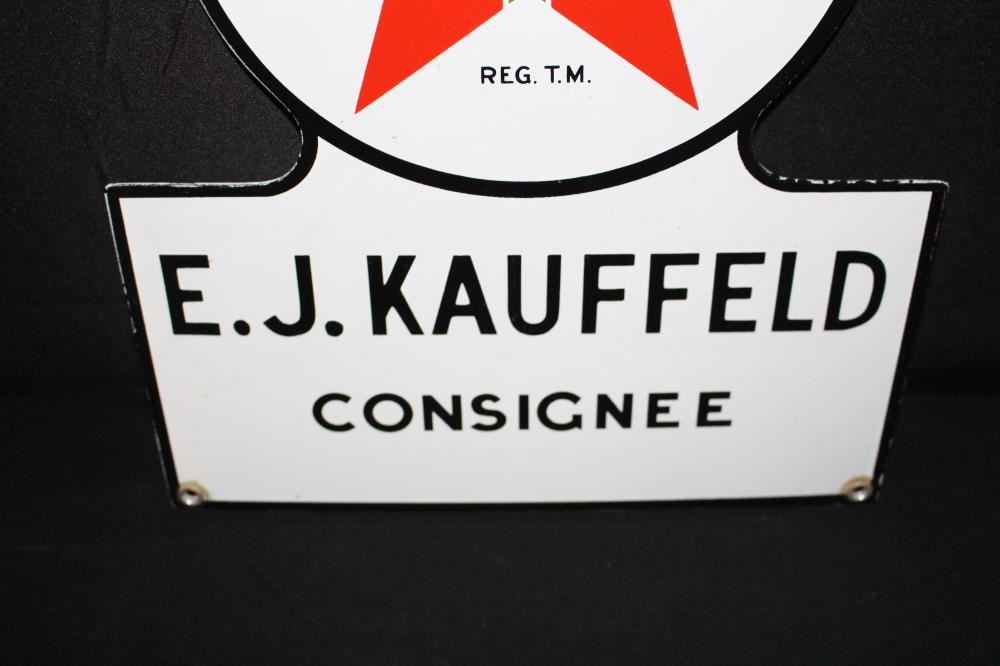 REG. T.M.
E.J. KAUFFELD
CONSIGNEE